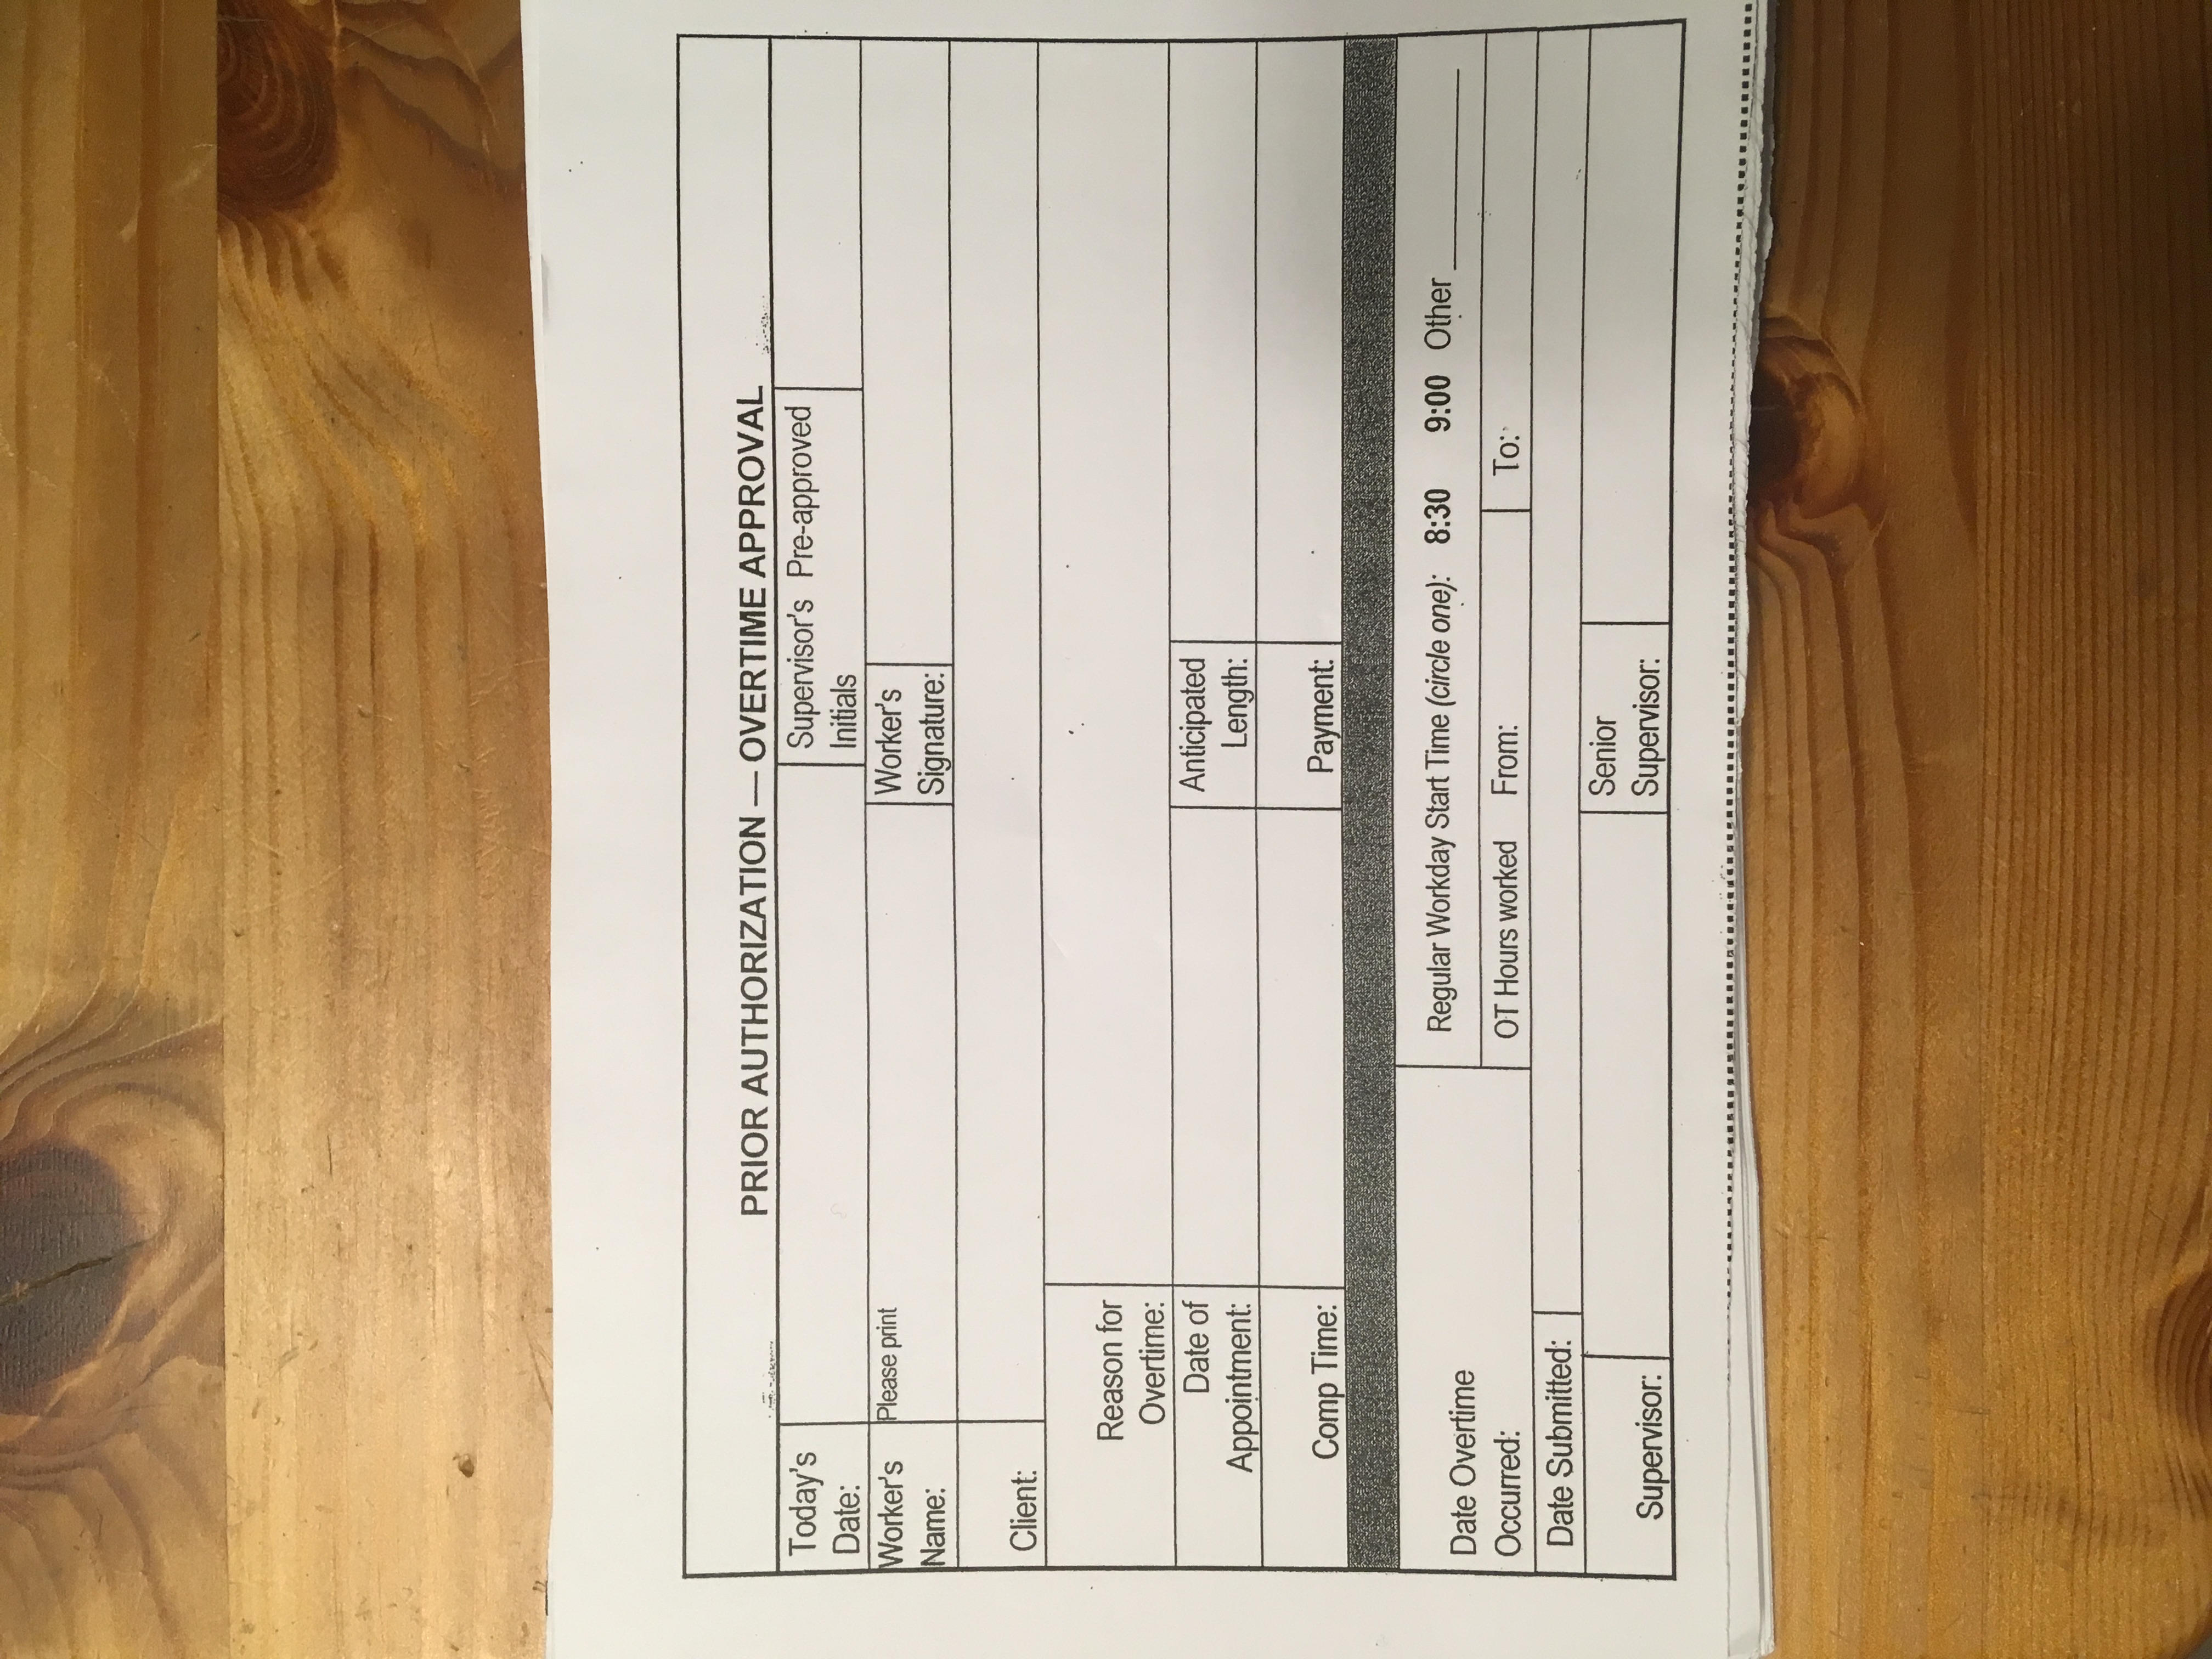 PRIOR AUTHORIZATION — OVERTIME APPROVAL
Today's
Date:
Supervisor's Pre-approved
Initials
Worker's
Name:
Please print
Worker's
Signature:
Client:
Reason for
Overtime:
Date of
Appointment:
Anticipated
Length:
Comp Time:
Payment:
Date Overtime
Occurred:
Regular Workday Start Time (circle one): 8:30 9:00 Other
OT Hours worked From:
To:
Date Submitted:
Supervisor:
Senior
Supervisor: